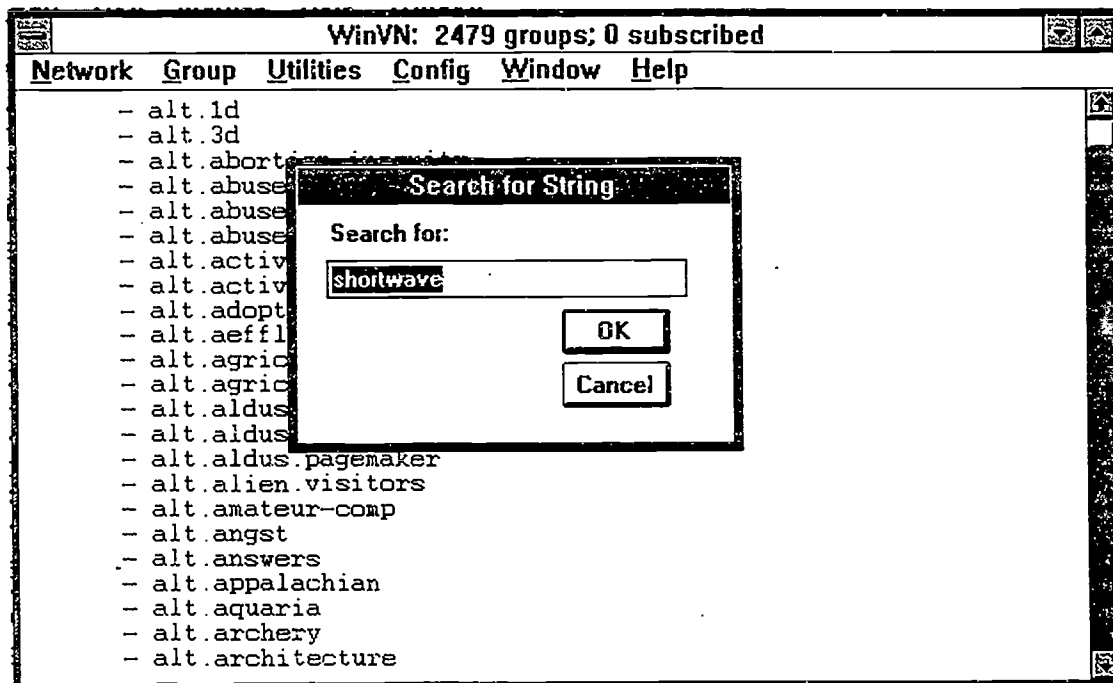 WinVN: 2479 groups; 0 subscribed
Network Group Utilities Config Window Help
- alt.1d
- alt.3d
- alt.abort
- alt.abuse
- alt.abuse
- alt.abuse
- alt.activ
- alt.activ
- alt.adopt
- alt.aeffl
- alt.agric
- alt.agric
- alt.aldus
- alt.aldus
- alt.aldus.pagemaker
- alt.alien.visitors
- alt.amateur-comp
- alt.angst
- alt.answers
- alt.appalachian
- alt.aquaria
- alt.archery
- alt.architecture
Search for String
Search for:
shortwave
OK
Cancel